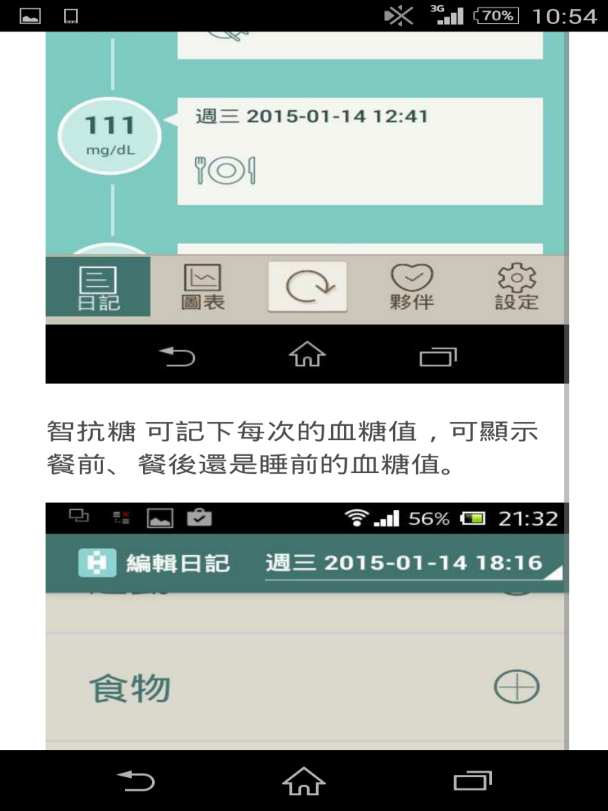 3G 70% 10:54
週三 2015-01-14 12:41
111
mg/dL
日記 圖表 夥伴 設定
智抗糖 可記下每次的血糖值，可顯示
餐前、餐後還是睡前的血糖值。
56% 21:32
編輯日記 週三 2015-01-14 18:16
食物